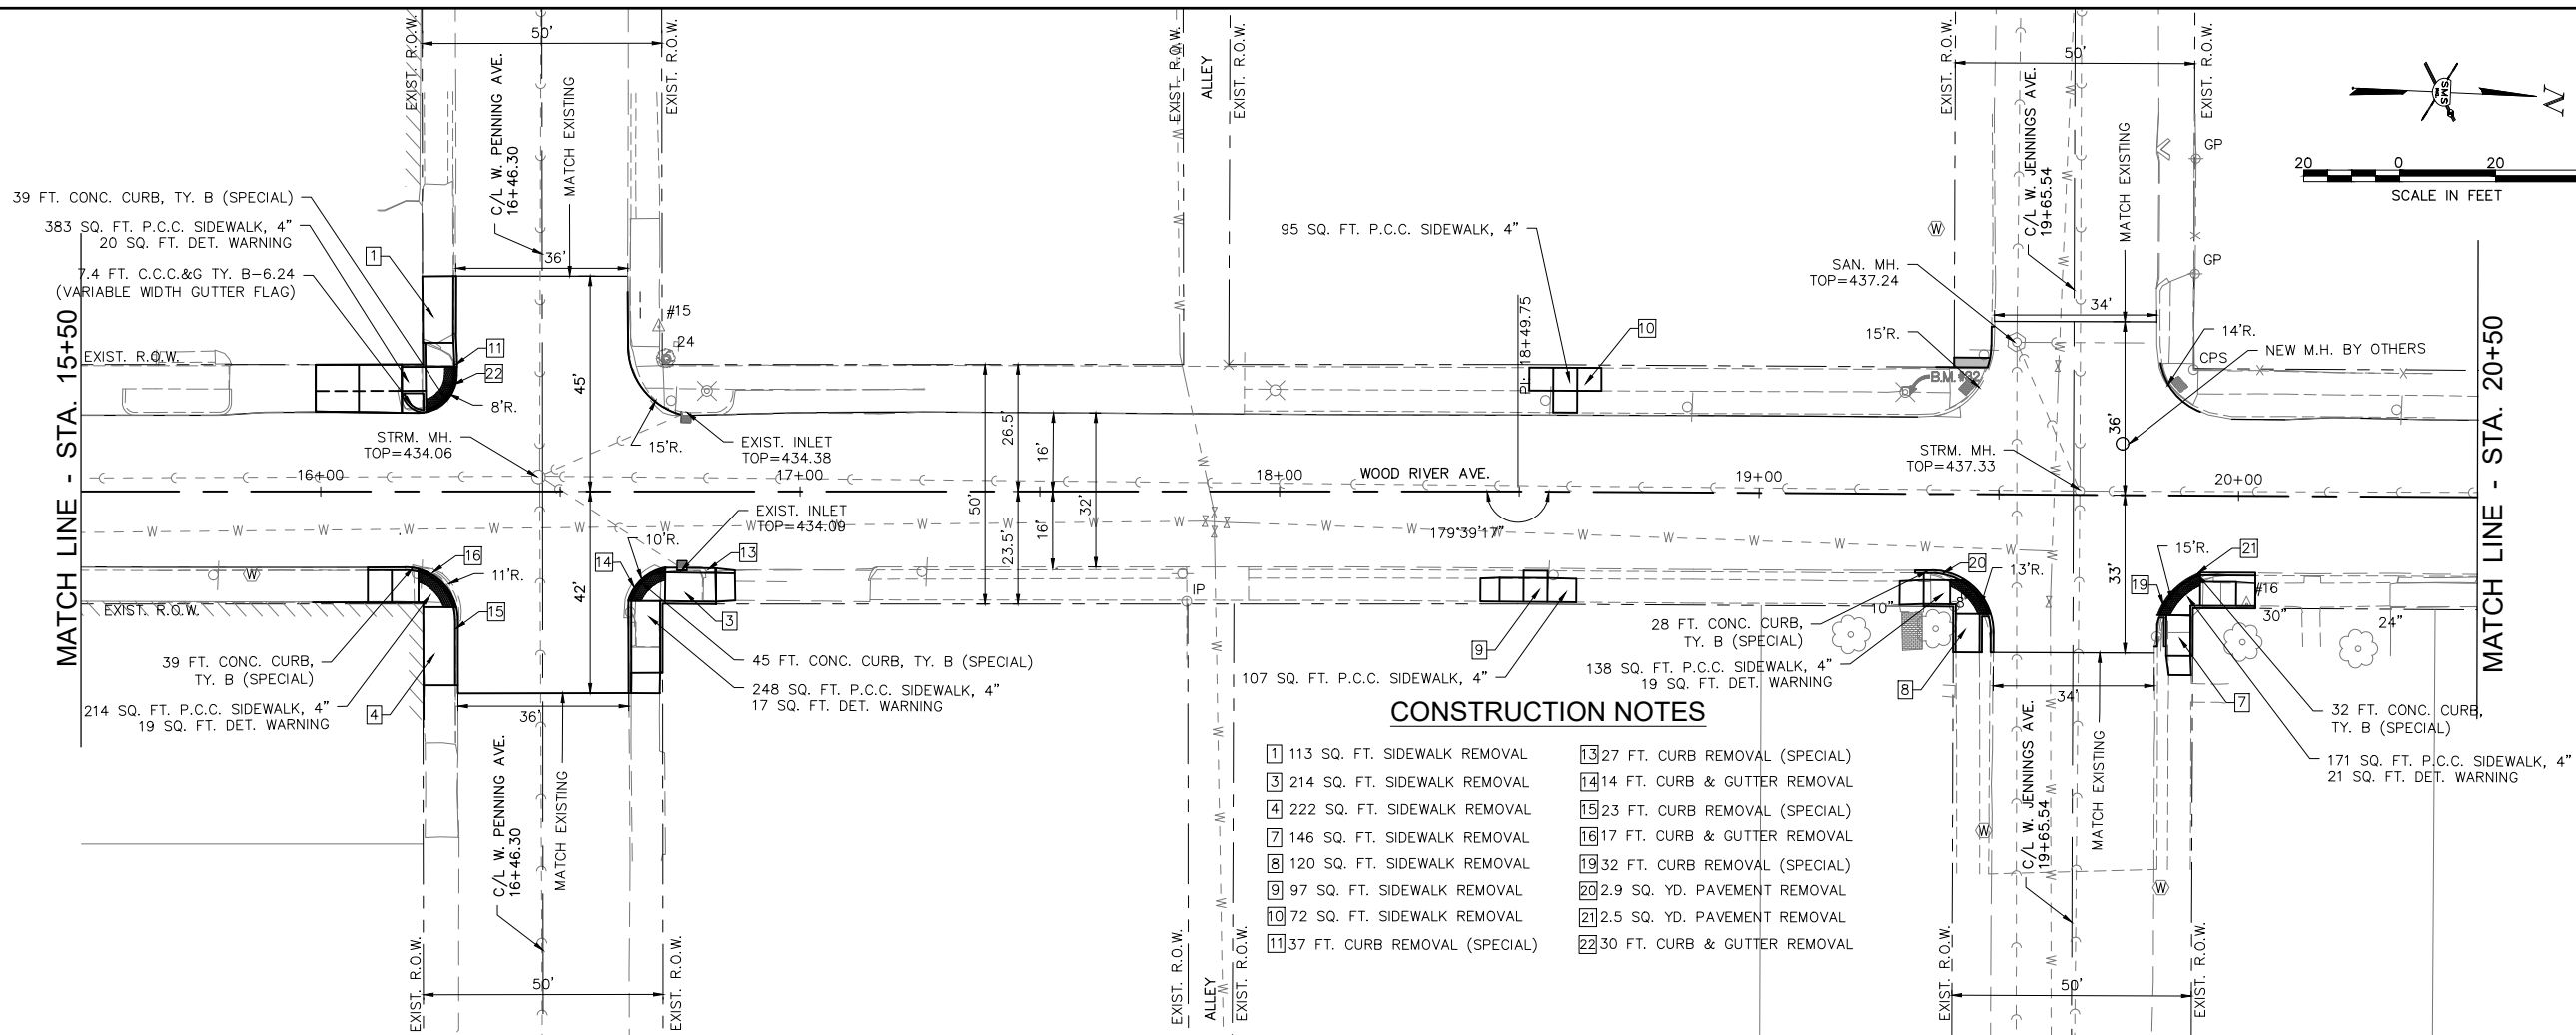 EXIST. R.O.W.
50'
C/L W. PENNING AVE.
16+46.30
MATCH EXISTING
EXIST. R.O.W.
EXIST. R.O.W.
ALLEY
EXIST. R.O.W.
EXIST. R.O.W.
50'
C/L W. JENNINGS AVE.
19+65.54
MATCH EXISTING
EXIST. R.O.W.
GP
GP
SMS
N
20 0 20
SCALE IN FEET
39 FT. CONC. CURB, TY. B (SPECIAL)
383 SQ. FT. P.C.C. SIDEWALK, 4"
20 SQ. FT. DET. WARNING
7.4 FT. C.C.C.&G TY. B-6.24
(VARIABLE WIDTH GUTTER FLAG)
1
36'
#15
24
95 SQ. FT. P.C.C. SIDEWALK, 4"
10
P.I. 18+49.75
SAN. MH.
TOP=437.24
34'
15'R.
14'R.
CPS
NEW M.H. BY OTHERS
B.M. #32
MATCH LINE - STA. 15+50
EXIST. R.O.W.
11
22
8'R.
45'
STRM. MH.
TOP=434.06
15'R.
EXIST. INLET
TOP=434.38
26.5'
16'
36'
STRM. MH.
TOP=437.33
MATCH LINE - STA. 20+50
16+00
17+00
18+00
WOOD RIVER AVE.
19+00
20+00
EXIST. INLET
TOP=434.09
50'
32'
23.5'
16'
179°39'17"
16
11'R.
15
EXIST. R.O.W.
10'R.
14
13
3
42'
IP
33'
20
13'R.
10"
8"
15'R.
21
19
#16
30"
24"
39 FT. CONC. CURB,
TY. B (SPECIAL)
214 SQ. FT. P.C.C. SIDEWALK, 4"
19 SQ. FT. DET. WARNING
4
36'
45 FT. CONC. CURB, TY. B (SPECIAL)
248 SQ. FT. P.C.C. SIDEWALK, 4"
17 SQ. FT. DET. WARNING
9
107 SQ. FT. P.C.C. SIDEWALK, 4"
28 FT. CONC. CURB,
TY. B (SPECIAL)
138 SQ. FT. P.C.C. SIDEWALK, 4"
19 SQ. FT. DET. WARNING
8
34'
7
32 FT. CONC. CURB,
TY. B (SPECIAL)
171 SQ. FT. P.C.C. SIDEWALK, 4"
21 SQ. FT. DET. WARNING
CONSTRUCTION NOTES
1 113 SQ. FT. SIDEWALK REMOVAL
3 214 SQ. FT. SIDEWALK REMOVAL
4 222 SQ. FT. SIDEWALK REMOVAL
7 146 SQ. FT. SIDEWALK REMOVAL
8 120 SQ. FT. SIDEWALK REMOVAL
9 97 SQ. FT. SIDEWALK REMOVAL
10 72 SQ. FT. SIDEWALK REMOVAL
11 37 FT. CURB REMOVAL (SPECIAL)
13 27 FT. CURB REMOVAL (SPECIAL)
14 14 FT. CURB & GUTTER REMOVAL
15 23 FT. CURB REMOVAL (SPECIAL)
16 17 FT. CURB & GUTTER REMOVAL
19 32 FT. CURB REMOVAL (SPECIAL)
20 2.9 SQ. YD. PAVEMENT REMOVAL
21 2.5 SQ. YD. PAVEMENT REMOVAL
22 30 FT. CURB & GUTTER REMOVAL
C/L W. PENNING AVE.
16+46.30
MATCH EXISTING
EXIST. R.O.W.
50'
EXIST. R.O.W.
EXIST. R.O.W.
ALLEY
EXIST. R.O.W.
C/L W. JENNINGS AVE.
19+65.54
MATCH EXISTING
EXIST. R.O.W.
50'
EXIST. R.O.W.